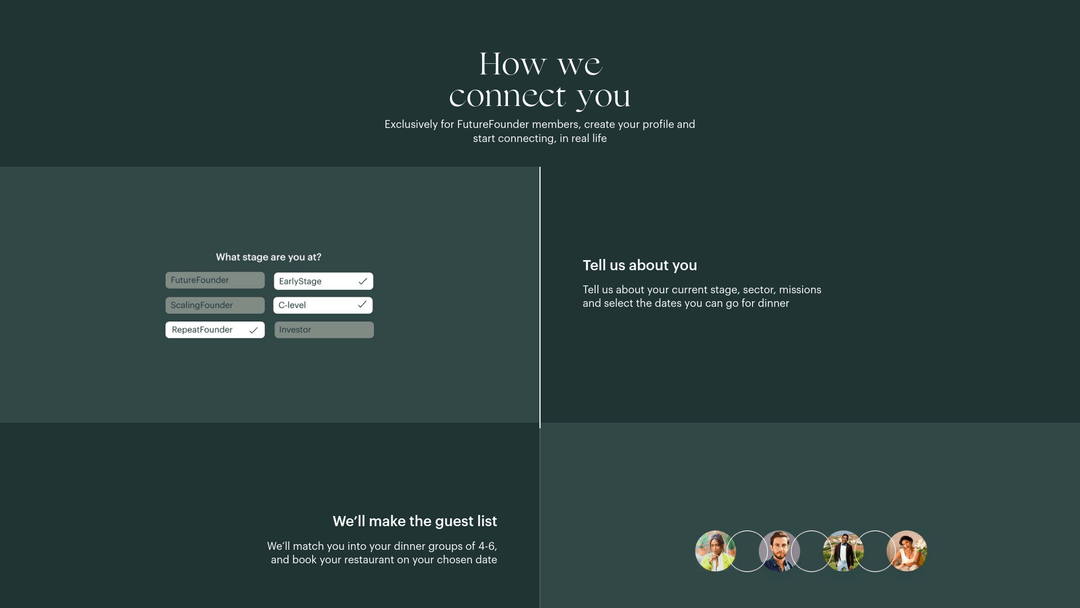 How we
connect you
Exclusively for FutureFounder members, create your profile and
start connecting, in real life
What stage are you at?
FutureFounder
EarlyStage
ScalingFounder
C-level
RepeatFounder
Investor
Tell us about you
Tell us about your current stage, sector, missions
and select the dates you can go for dinner
We’ll make the guest list
We’ll match you into your dinner groups of 4-6,
and book your restaurant on your chosen date